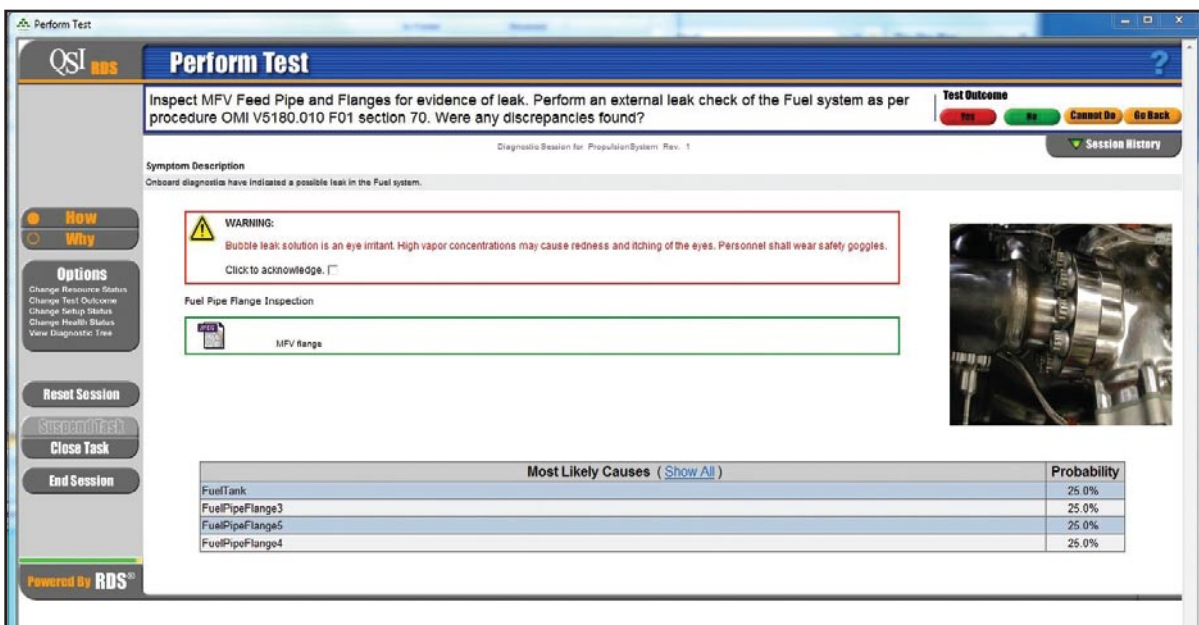 Perform Test
QSI RDS
Perform Test
?
Inspect MFV Feed Pipe and Flanges for evidence of leak. Perform an external leak check of the Fuel system as per
procedure OMI V5180.010 F01 section 70. Were any discrepancies found?
Test Outcome
Yes
No
Cannot Do
Go Back
Diagnostic Session for PropulsionSystem Rev. 1
Session History
Symptom Description
Onboard diagnostics have indicated a possible leak in the Fuel system.
How
Why
Options
Change Resource Status
Change Test Outcome
Change Setup Status
Change Health Status
View Diagnostic Tree
Reset Session
Suspend Task
Close Task
End Session
Powered By RDS
WARNING:
Bubble leak solution is an eye irritant. High vapor concentrations may cause redness and itching of the eyes. Personnel shall wear safety goggles.
Click to acknowledge.
Fuel Pipe Flange Inspection
JPEG
MFV flange
Most Likely Causes ( Show All )
Probability
FuelTank
25.0%
FuelPipeFlange3
25.0%
FuelPipeFlange5
25.0%
FuelPipeFlange4
25.0%